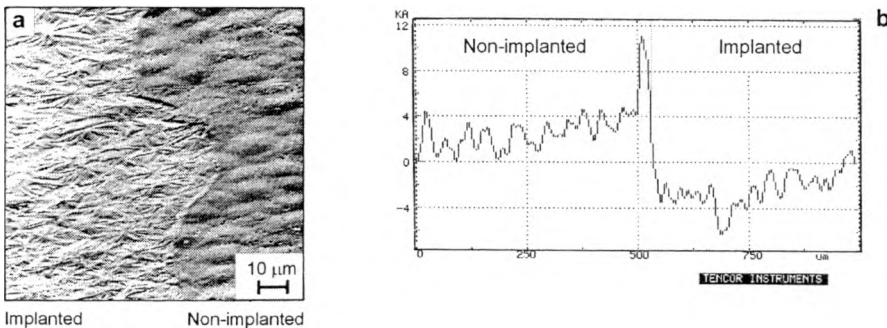 a
10 μm
Implanted Non-implanted
b
KA
12
Non-implanted Implanted
8
4
0
-4
0 250 500 750 um
TENCOR INSTRUMENTS